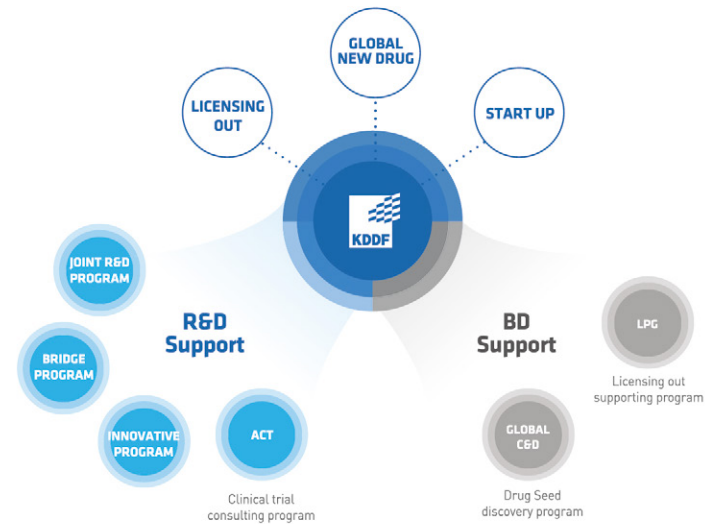 GLOBAL
NEW DRUG
LICENSING
OUT
START UP
KDDF
JOINT R&D
PROGRAM
R&D
Support
BRIDGE
PROGRAM
INNOVATIVE
PROGRAM
ACT
Clinical trial
consulting program
BD
Support
LPG
Licensing out
supporting program
GLOBAL
C&D
Drug Seed
discovery program